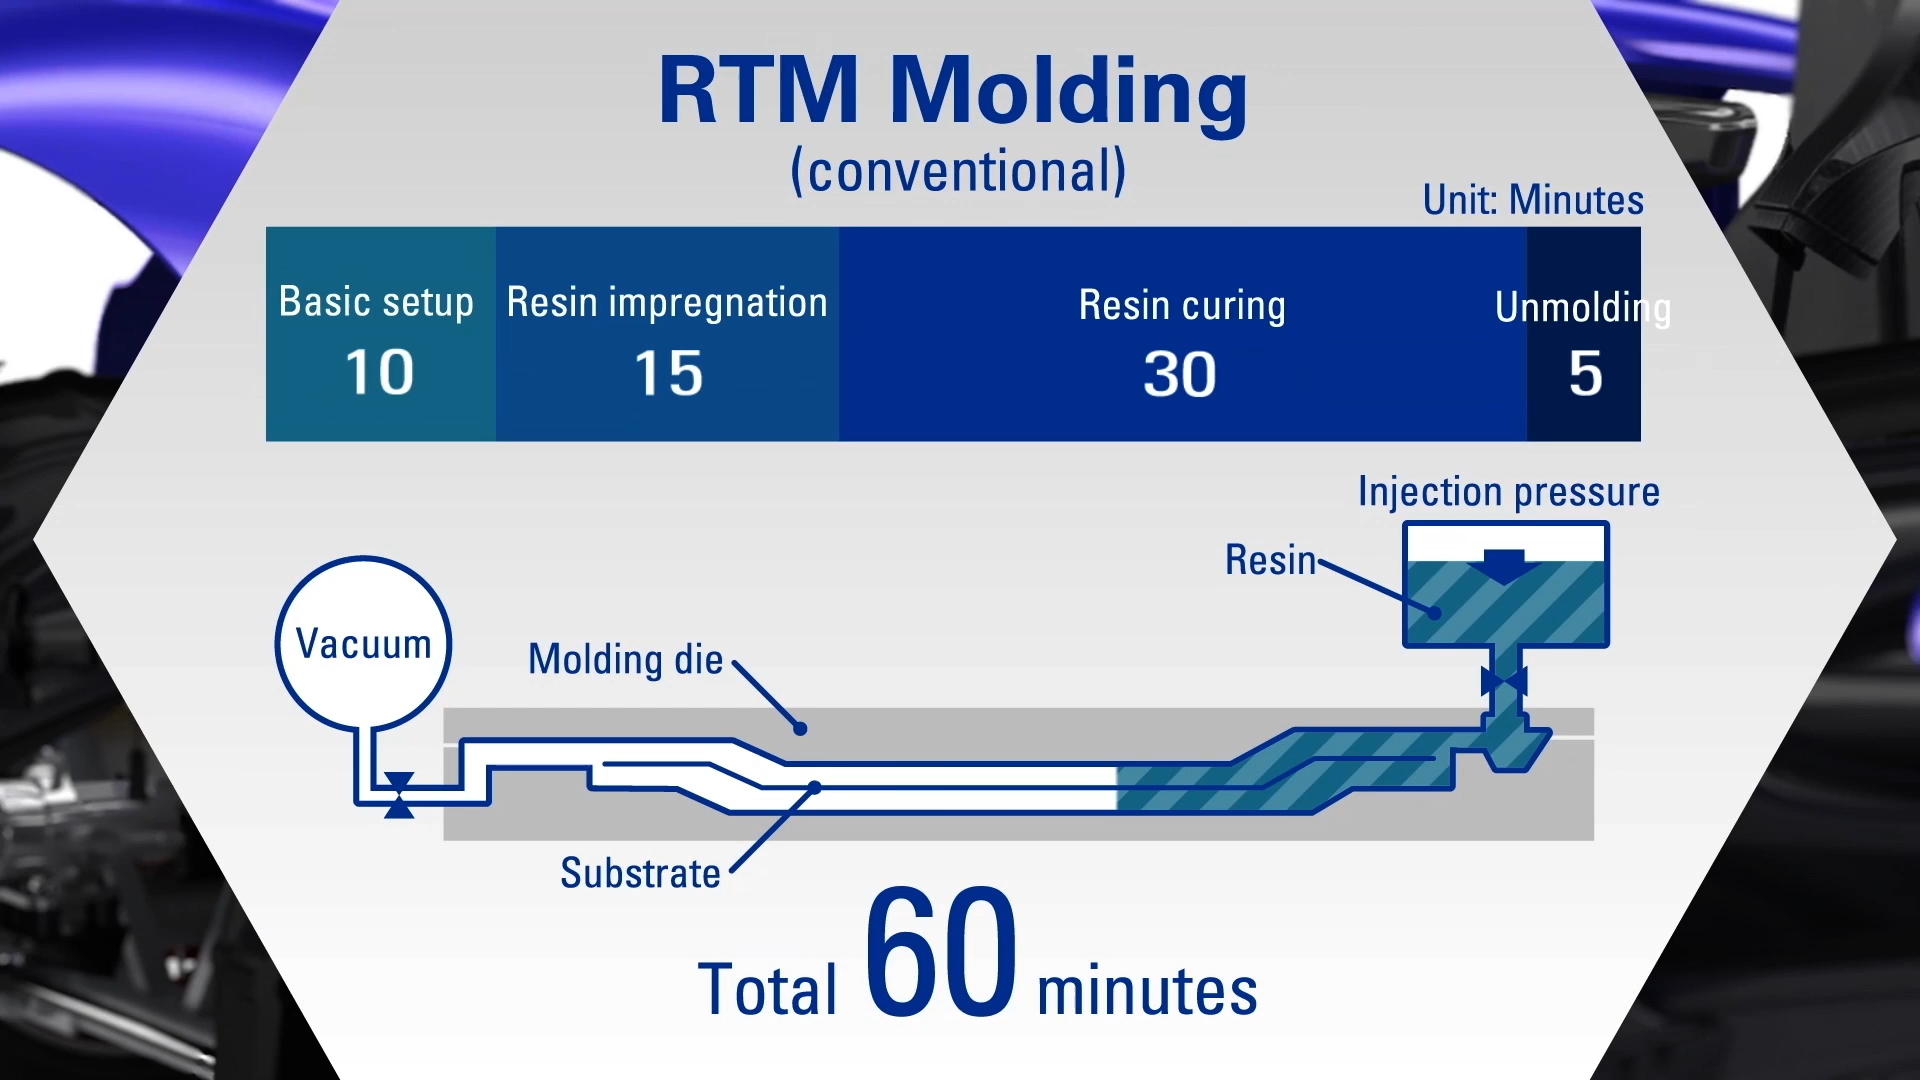 RTM Molding
(conventional)
Unit: Minutes
Basic setup
10
Resin impregnation
15
Resin curing
30
Unmolding
5
Injection pressure
Resin
Vacuum
Molding die
Substrate
Total 60 minutes